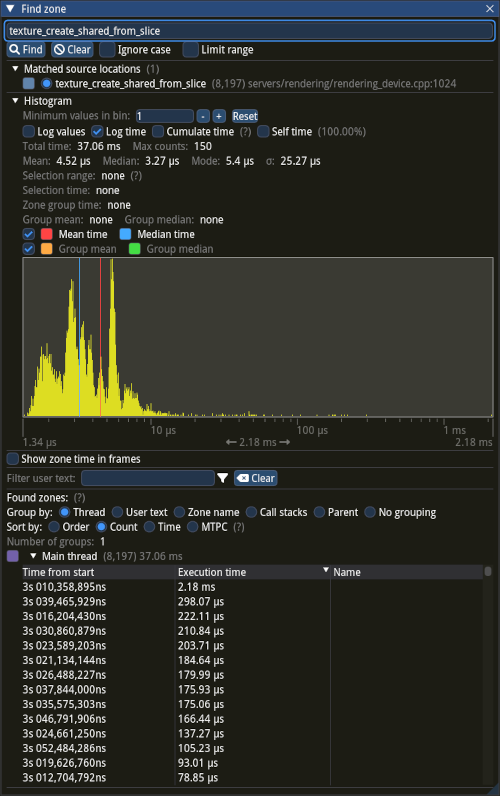 Find zone
texture_create_shared_from_slice
Find Clear Ignore case Limit range
Matched source locations (1)
texture_create_shared_from_slice (8,197) servers/rendering/rendering_device.cpp:1024
Histogram
Minimum values in bin: 1 - + Reset
Log values Log time Cumulate time (?) Self time (100.00%)
Total time: 37.06 ms Max counts: 150
Mean: 4.52 µs Median: 3.27 µs Mode: 5.4 µs σ: 25.27 µs
Selection range: none (?)
Selection time: none
Zone group time: none
Group mean: none Group median: none
Mean time Median time
Group mean Group median
10 µs 100 µs 1 ms
1.34 µs ←2.18 ms→ 2.18 ms
Show zone time in frames
Filter user text: Clear
Found zones: (?)
Group by: Thread User text Zone name Call stacks Parent No grouping
Sort by: Order Count Time MTPC (?)
Number of groups: 1
Main thread (8,197) 37.06 ms
Time from start Execution time Name
3s 010,358,895ns 2.18 ms
3s 039,465,929ns 298.07 µs
3s 016,204,430ns 222.11 µs
3s 030,860,879ns 210.84 µs
3s 023,589,203ns 203.71 µs
3s 021,134,144ns 184.64 µs
3s 026,488,227ns 179.99 µs
3s 037,844,000ns 175.93 µs
3s 035,575,303ns 175.06 µs
3s 046,791,906ns 166.44 µs
3s 024,661,250ns 137.27 µs
3s 052,484,286ns 105.23 µs
3s 019,626,760ns 93.01 µs
3s 012,704,792ns 78.85 µs